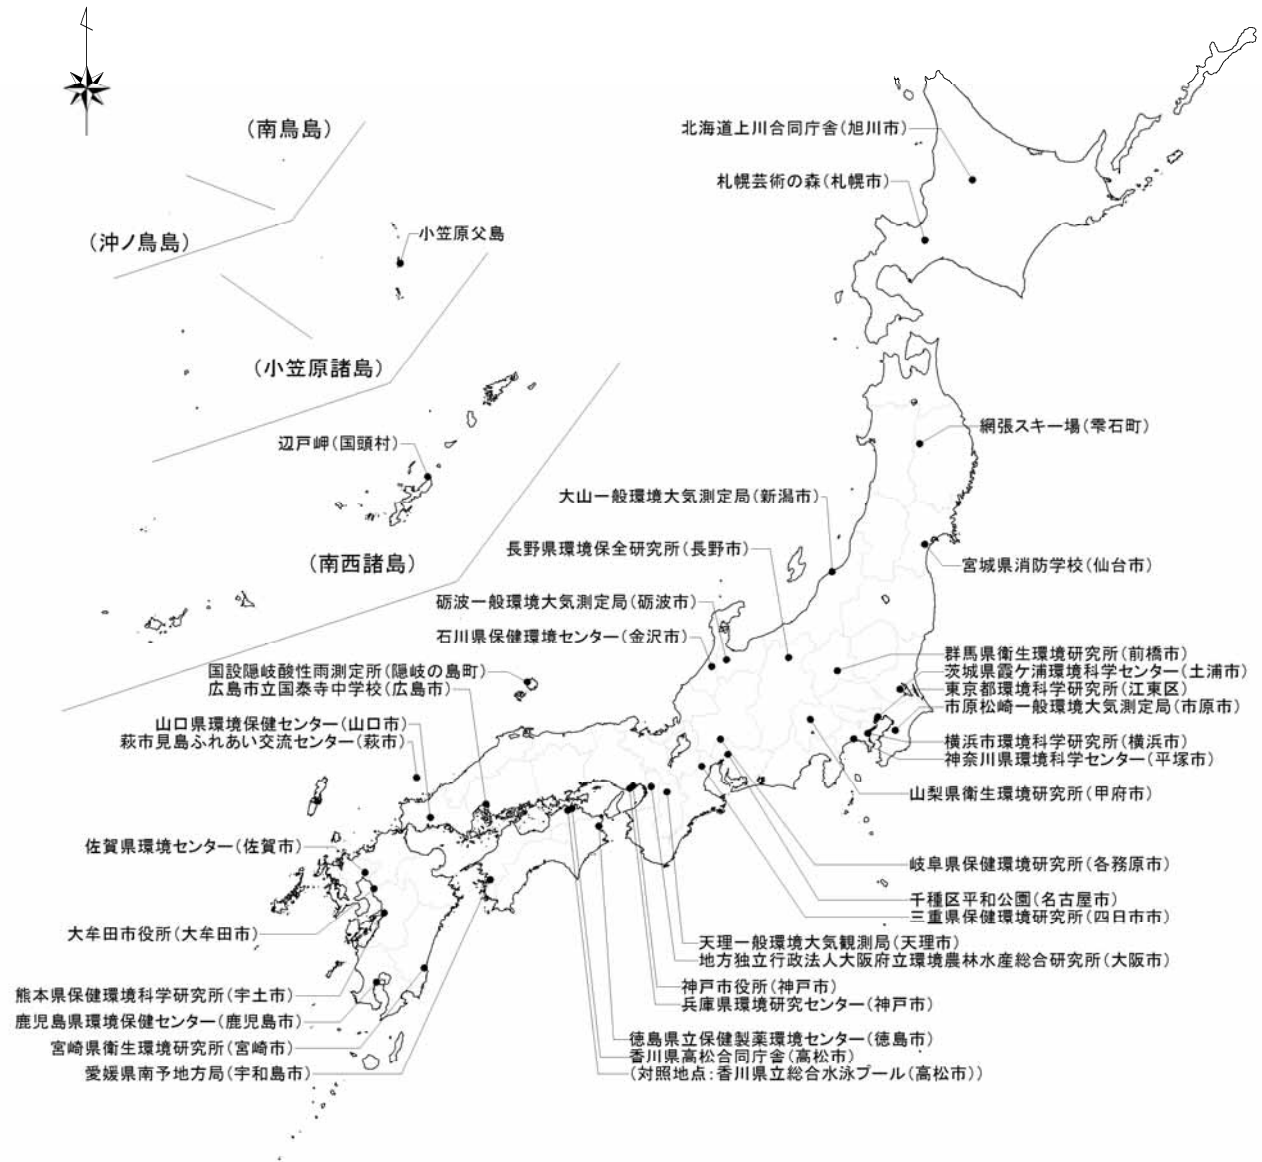 (南鳥島)
北海道上川合同庁舎(旭川市)
札幌芸術の森(札幌市)
(沖ノ鳥島)
小笠原父島
(小笠原諸島)
網張スキー場(雫石町)
辺戸岬(国頭村)
大山一般環境大気測定局(新潟市)
長野県環境保全研究所(長野市)
(南西諸島)
宮城県消防学校(仙台市)
砺波一般環境大気測定局(砺波市)
石川県保健環境センター(金沢市)
群馬県衛生環境研究所(前橋市)
国設隠岐酸性雨測定所(隠岐の島町)
茨城県霞ケ浦環境科学センター(土浦市)
広島市立国泰寺中学校(広島市)
東京都環境科学研究所(江東区)
市原松崎一般環境大気測定局(市原市)
山口県環境保健センター(山口市)
萩市見島ふれあい交流センター(萩市)
横浜市環境科学研究所(横浜市)
神奈川県環境科学センター(平塚市)
山梨県衛生環境研究所(甲府市)
佐賀県環境センター(佐賀市)
岐阜県保健環境研究所(各務原市)
千種区平和公園(名古屋市)
三重県保健環境研究所(四日市市)
大牟田市役所(大牟田市)
天理一般環境大気観測局(天理市)
地方独立行政法人大阪府立環境農林水産総合研究所(大阪市)
神戸市役所(神戸市)
熊本県保健環境科学研究所(宇土市)
兵庫県環境研究センター(神戸市)
鹿児島県環境保健センター(鹿児島市)
徳島県立保健製薬環境センター(徳島市)
宮崎県衛生環境研究所(宮崎市)
香川県高松合同庁舎(高松市)
愛媛県南予地方局(宇和島市)
(対照地点:香川県立総合水泳プール(高松市))